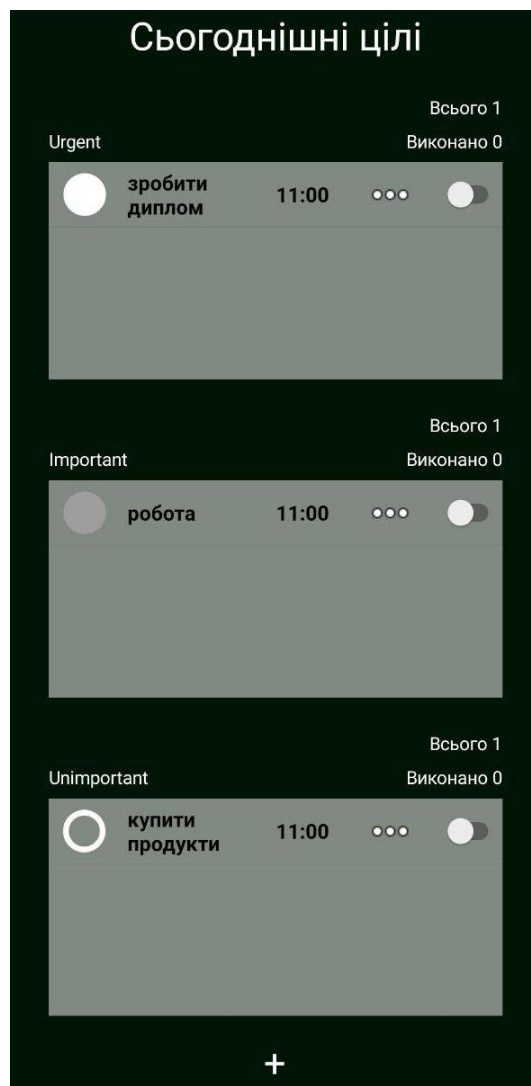 Сьогоднішні цілі
Всього 1
Urgent Виконано 0
зробити
диплом 11:00
Всього 1
Important Виконано 0
робота 11:00
Всього 1
Unimportant Виконано 0
купити
продукти 11:00
+